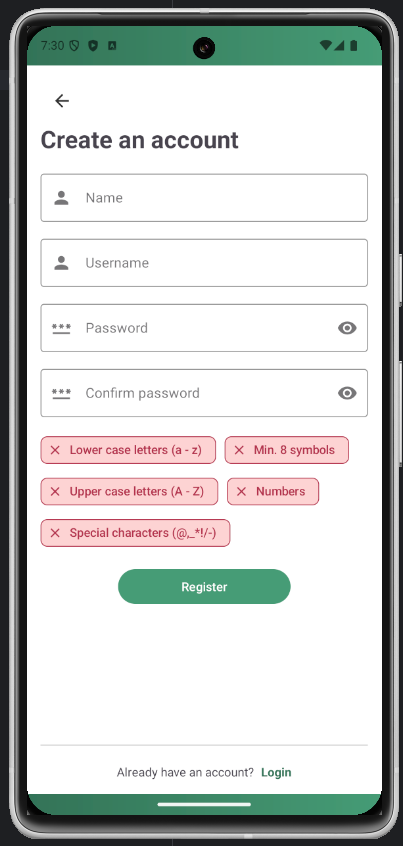 7:30
Create an account
Name
Username
*** Password
*** Confirm password
Lower case letters (a - z) Min. 8 symbols
Upper case letters (A - Z) Numbers
Special characters (@,_*!/-)
Register
Already have an account? Login